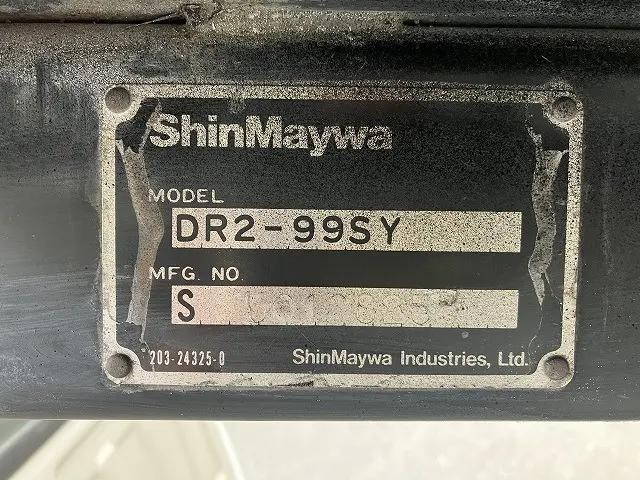 ShinMaywa
MODEL
DR2-99SY
MFG. NO.
S
203-24325-0
ShinMaywa Industries, Ltd.